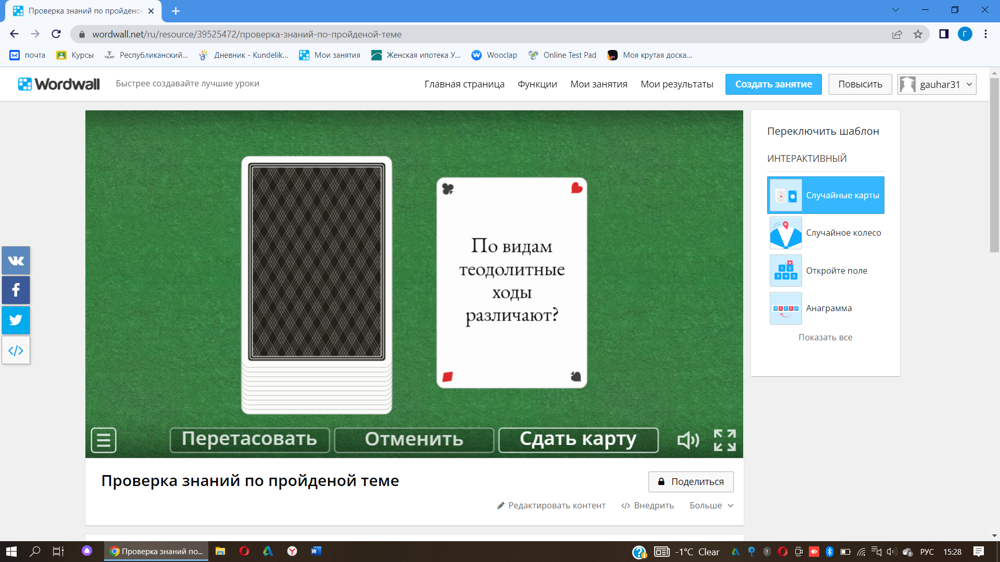 Проверка знаний по пройдено
wordwall.net/ru/resource/39525472/проверка-знаний-по-пройденой-теме
Г
почта
Курсы
TALAP
Республиканский...
Дневник - Kundelik...
Мои занятия
Женская ипотека У...
Wooclap
Online Test Pad
Моя крутая доска...
Wordwall
Быстрее создавайте лучшие уроки
Главная страница
Функции
Мои занятия
Мои результаты
Создать занятие
Повысить
gauhar31
По видам
теодолитные
ходы
различают?
Перетасовать
Отменить
Сдать карту
Переключить шаблон
ИНТЕРАКТИВНЫЙ
Случайные карты
Случайное колесо
Откройте поле
Анаграмма
Показать все
Проверка знаний по пройденой теме
Поделиться
Редактировать контент
Внедрить
Больше
Проверка знаний по...
-1°C Clear
РУС
15:28